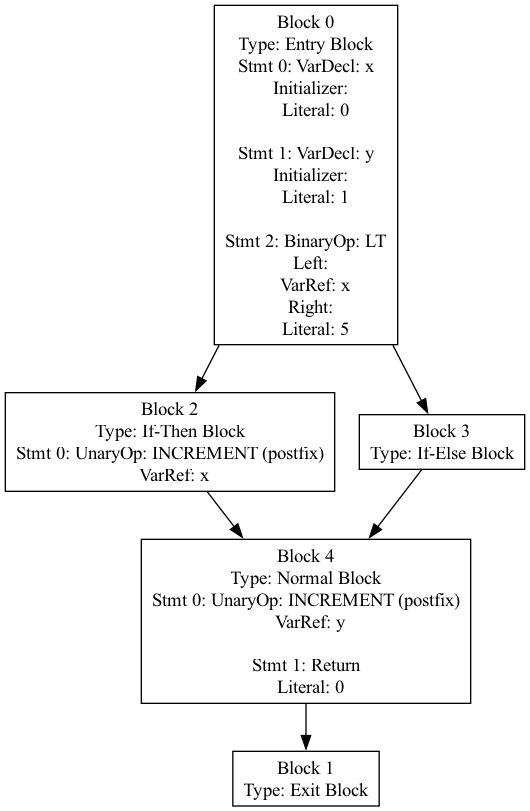 Block 0
Type: Entry Block
Stmt 0: VarDecl: x
Initializer:
Literal: 0
Stmt 1: VarDecl: y
Initializer:
Literal: 1
Stmt 2: BinaryOp: LT
Left:
VarRef: x
Right:
Literal: 5
Block 2
Type: If-Then Block
Stmt 0: UnaryOp: INCREMENT (postfix)
VarRef: x
Block 3
Type: If-Else Block
Block 4
Type: Normal Block
Stmt 0: UnaryOp: INCREMENT (postfix)
VarRef: y
Stmt 1: Return
Literal: 0
Block 1
Type: Exit Block